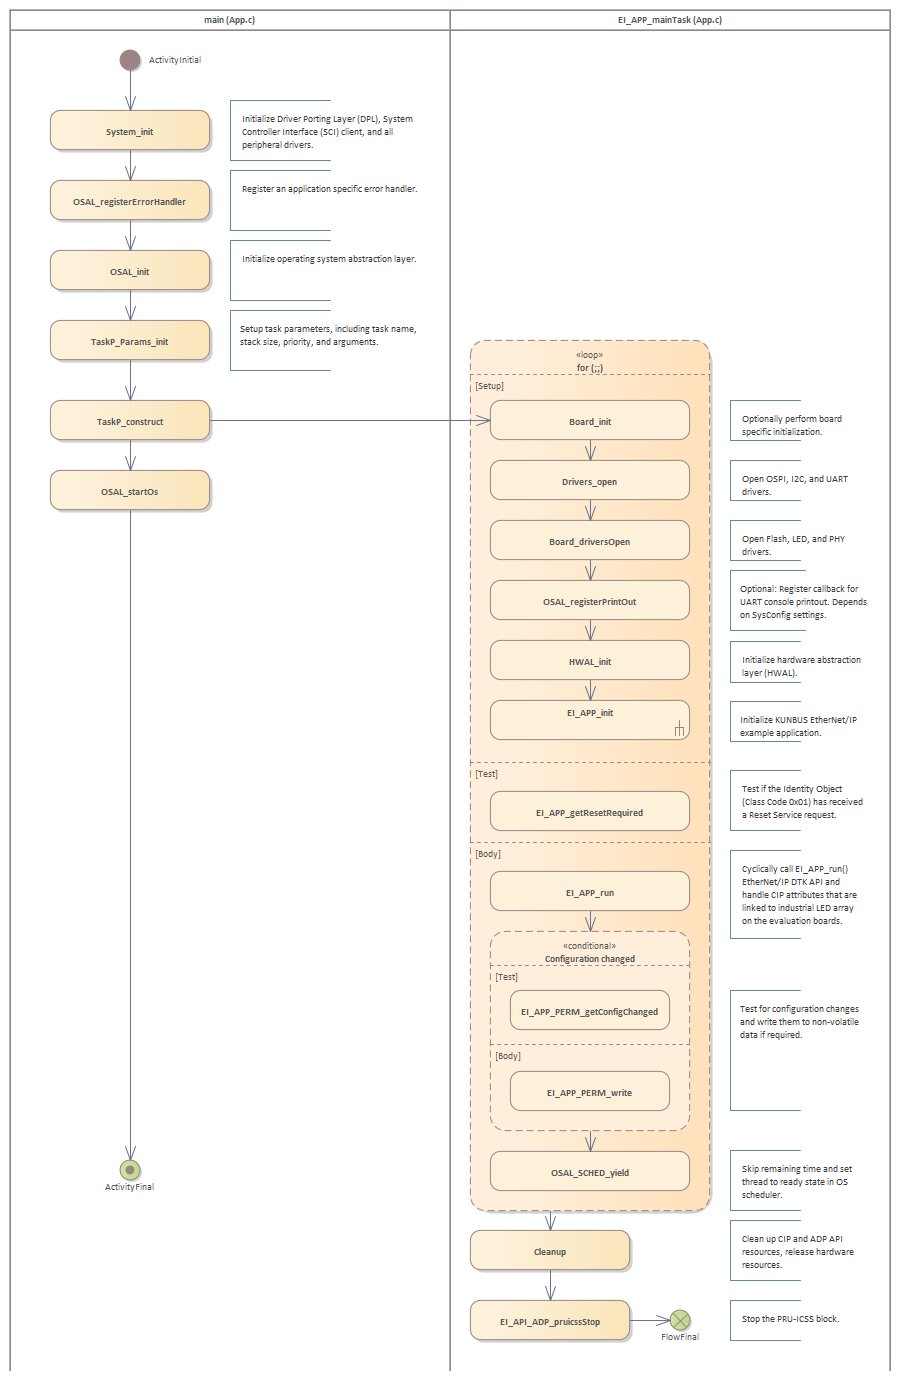 main (App.c)
EI_APP_mainTask (App.c)
ActivityInitial
System_init
Initialize Driver Porting Layer (DPL), System
Controller Interface (SCI) client, and all
peripheral drivers.
OSAL_registerErrorHandler
Register an application specific error handler.
OSAL_init
Initialize operating system abstraction layer.
TaskP_Params_init
Setup task parameters, including task name,
stack size, priority, and arguments.
TaskP_construct
OSAL_startOs
ActivityFinal
«loop»
for (;;)
[Setup]
Board_init
Optionally perform board
specific initialization.
Drivers_open
Open OSPI, I2C, and UART
drivers.
Board_driversOpen
Open Flash, LED, and PHY
drivers.
OSAL_registerPrintOut
Optional: Register callback for
UART console printout. Depends
on SysConfig settings.
HWAL_init
Initialize hardware abstraction
layer (HWAL).
EI_APP_init
Initialize KUNBUS EtherNet/IP
example application.
[Test]
EI_APP_getResetRequired
Test if the Identity Object
(Class Code 0x01) has received
a Reset Service request.
[Body]
EI_APP_run
Cyclically call EI_APP_run()
EtherNet/IP DTK API and
handle CIP attributes that are
linked to industrial LED array
on the evaluation boards.
«conditional»
Configuration changed
[Test]
EI_APP_PERM_getConfigChanged
Test for configuration changes
and write them to non-volatile
data if required.
[Body]
EI_APP_PERM_write
OSAL_SCHED_yield
Skip remaining time and set
thread to ready state in OS
scheduler.
Cleanup
Clean up CIP and ADP API
resources, release hardware
resources.
EI_API_ADP_pruicssStop
FlowFinal
Stop the PRU-ICSS block.